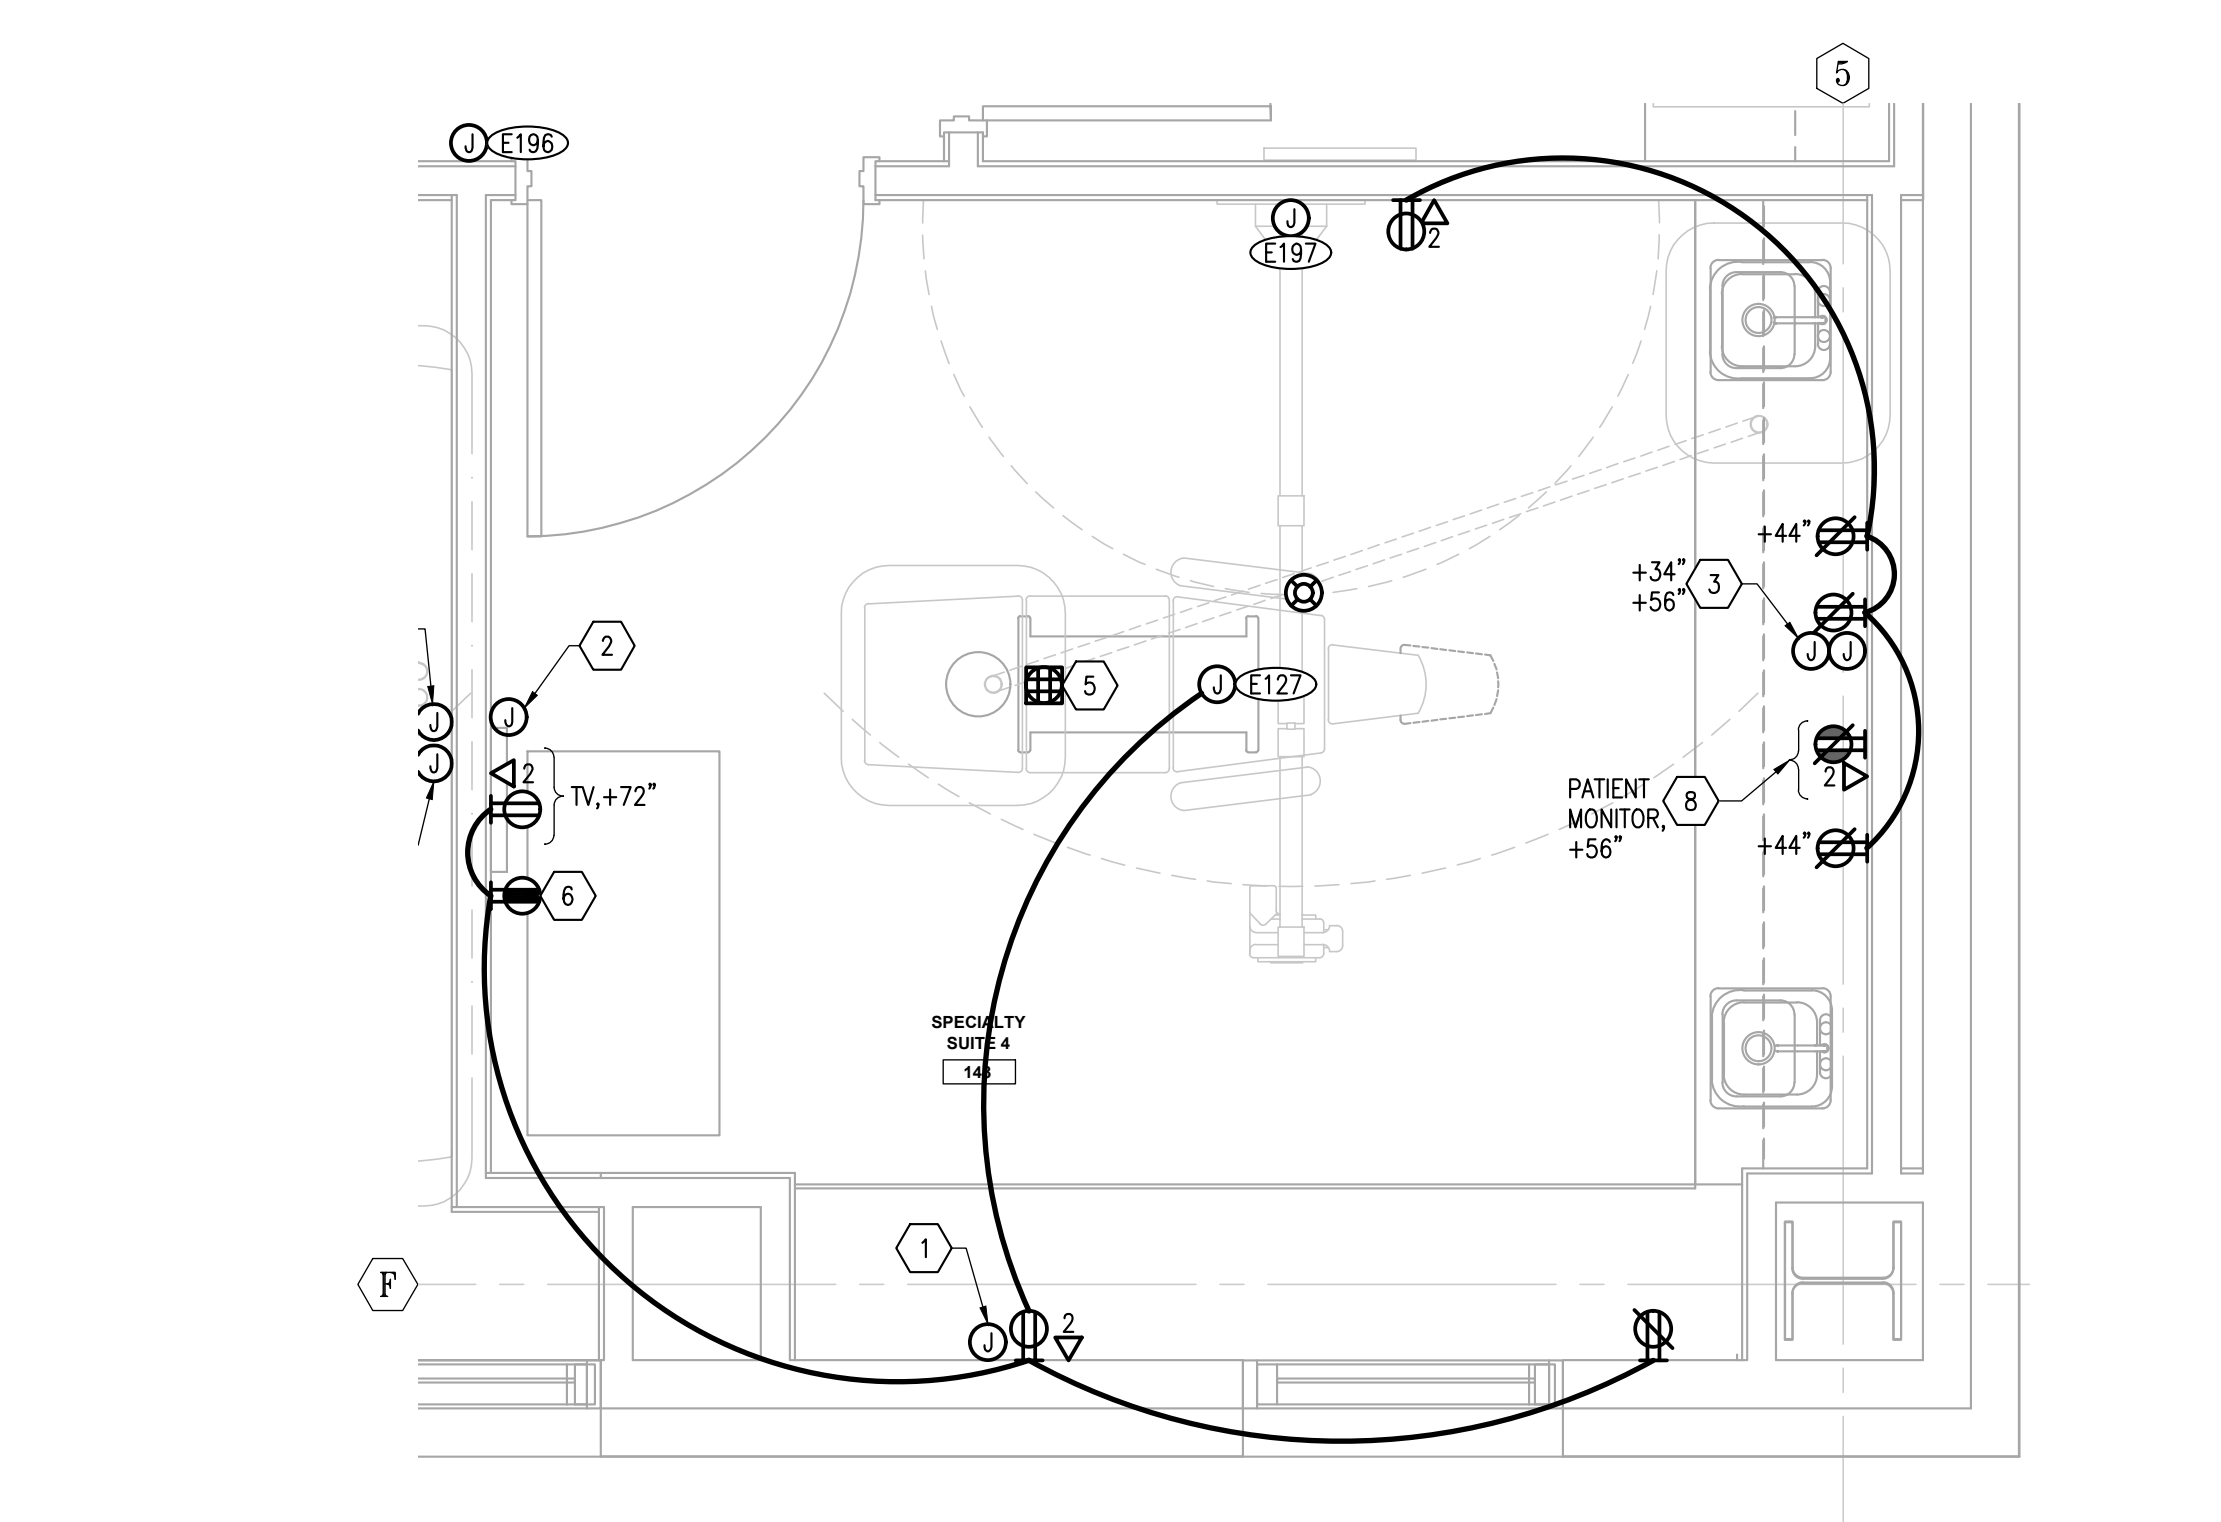 5
J E196
J
E197
2
+44”
+34”
+56”
3
J J
2
J
J
J
2
TV,+72”
5
J E127
PATIENT
MONITOR,
+56”
8
2
+44”
6
SPECIALTY
SUITE 4
143
1
F
J
2